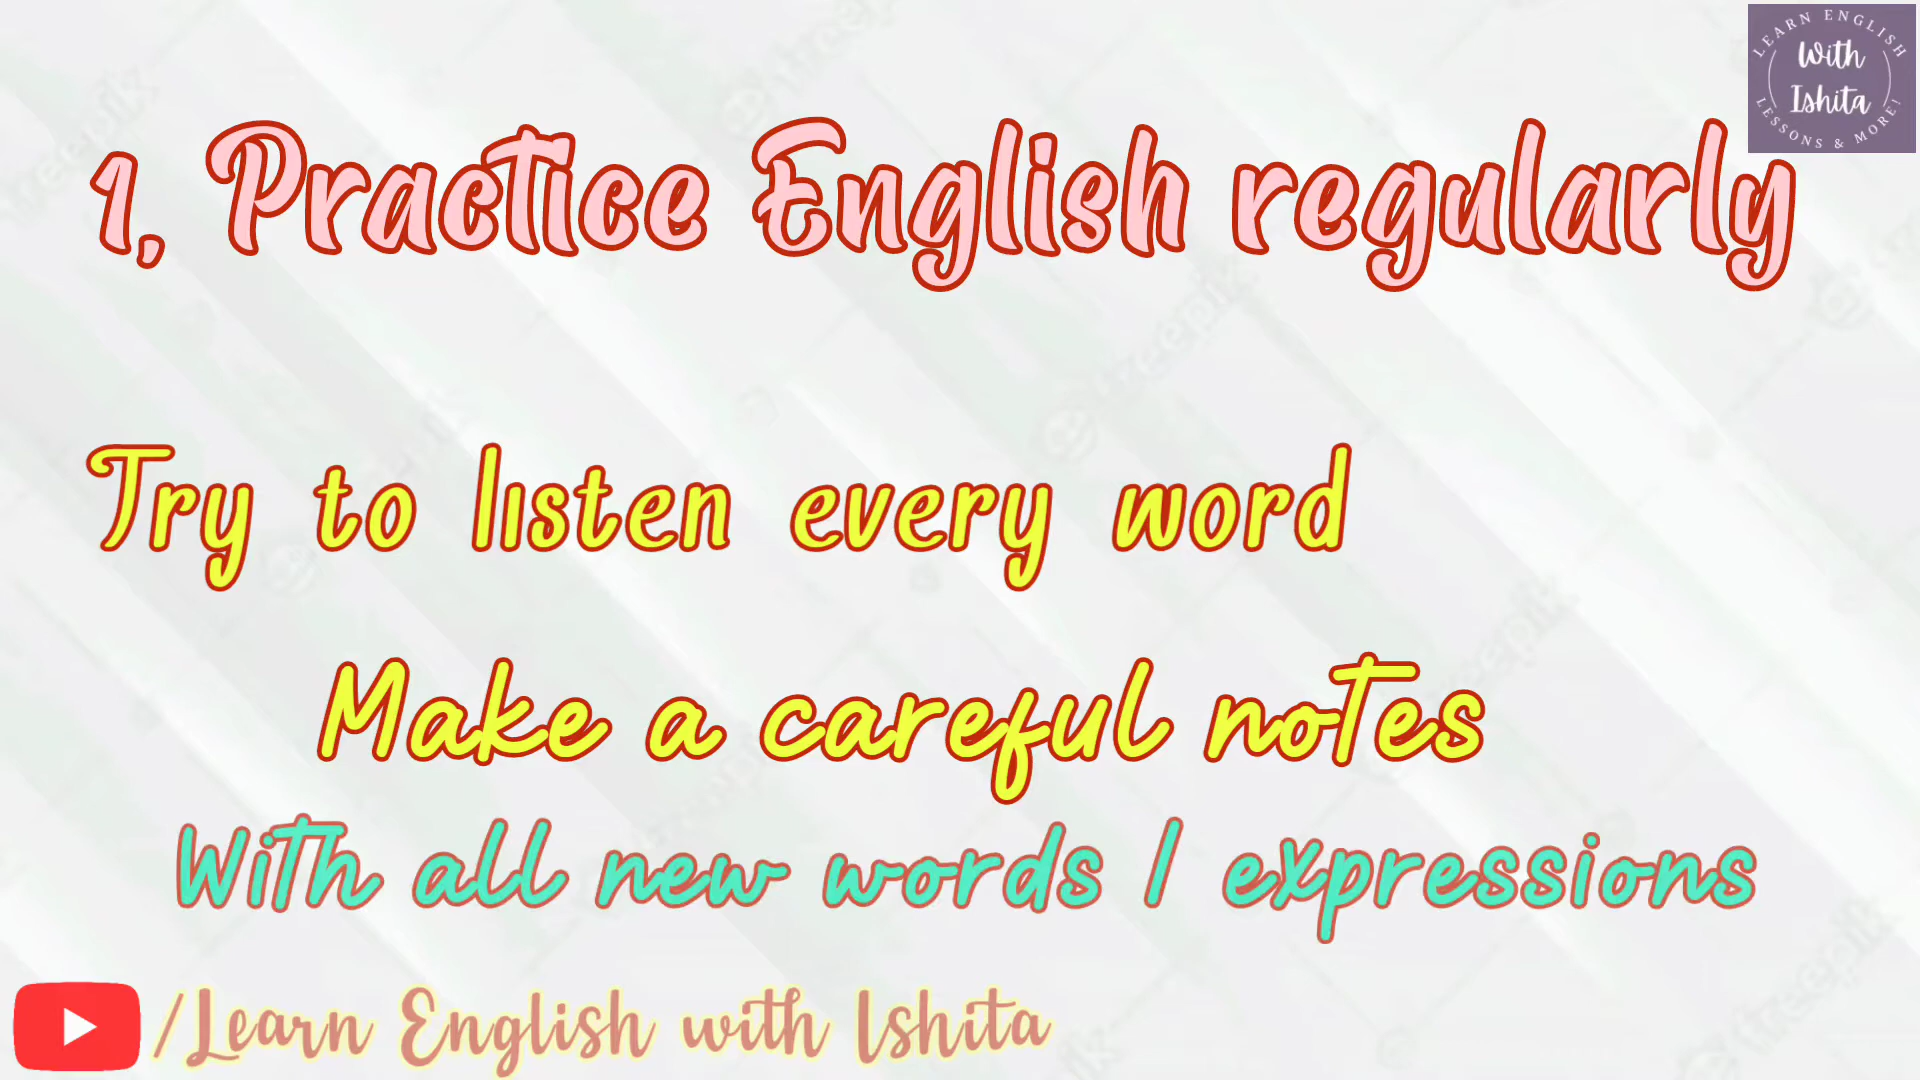 LEARN ENGLISH
With
Ishita
LESSONS & MORE!
1, Practice English regularly
Try to listen every word
Make a careful notes
With all new words / expressions
/Learn English with Ishita